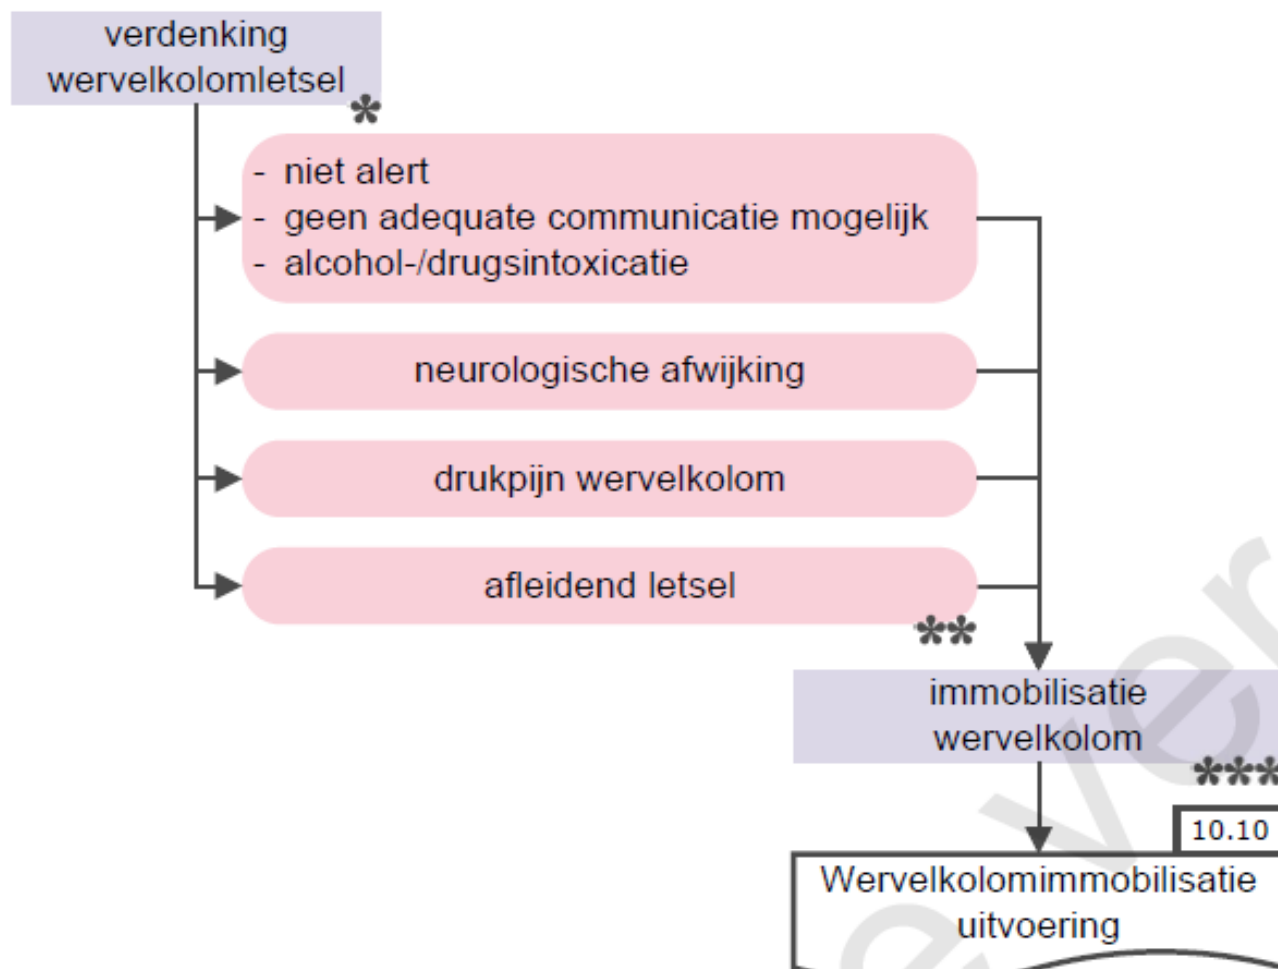 verdenking
wervelkolomletsel
*
- niet alert
- geen adequate communicatie mogelijk
- alcohol-/drugsintoxicatie
neurologische afwijking
drukpijn wervelkolom
afleidend letsel
**
immobilisatie
wervelkolom
***
10.10
Wervelkolomimmobilisatie
uitvoering